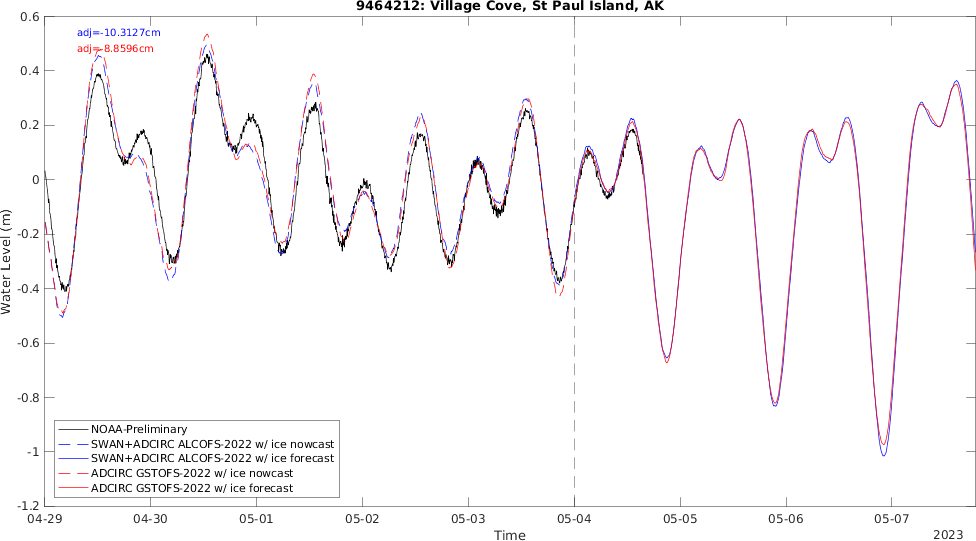 9464212: Village Cove, St Paul Island, AK
adj=-10.3127cm
adj=-8.8596cm
Water Level (m)
0.6
0.4
0.2
0
-0.2
-0.4
-0.6
-0.8
-1
-1.2
NOAA-Preliminary
SWAN+ADCIRC ALCOFS-2022 w/ ice nowcast
SWAN+ADCIRC ALCOFS-2022 w/ ice forecast
ADCIRC GSTOFS-2022 w/ ice nowcast
ADCIRC GSTOFS-2022 w/ ice forecast
04-29 04-30 05-01 05-02 05-03 05-04 05-05 05-06 05-07
Time
2023